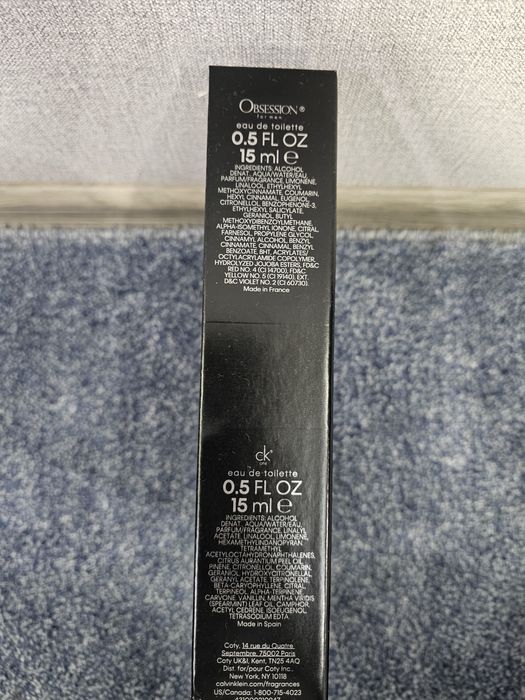 OBSESSION®
for men
eau de toilette
0.5 FL OZ
15 ml ℮
INGREDIENTS: ALCOHOL
DENAT., AQUA/WATER/EAU,
PARFUM/FRAGRANCE, LIMONENE,
LINALOOL, ETHYLHEXYL
METHOXYCINNAMATE, COUMARIN,
HEXYL CINNAMAL, EUGENOL,
CITRONELLOL, BENZOPHENONE-3,
ETHYLHEXYL SALICYLATE,
GERANIOL, BUTYL
METHOXYDIBENZOYLMETHANE,
ALPHA-ISOMETHYL IONONE, CITRAL,
FARNESOL, PROPYLENE GLYCOL,
CINNAMYL ALCOHOL, BENZYL
CINNAMATE, CINNAMAL, BENZYL
BENZOATE, BHT, ACRYLATES/
OCTYLACRYLAMIDE COPOLYMER,
HYDROLYZED JOJOBA ESTERS, FD&C
RED NO. 4 (CI 14700), FD&C
YELLOW NO. 5 (CI 19140), EXT.
D&C VIOLET NO. 2 (CI 60730).
Made in France
ck
one
eau de toilette
0.5 FL OZ
15 ml ℮
INGREDIENTS: ALCOHOL
DENAT., AQUA/WATER/EAU,
PARFUM/FRAGRANCE, LINALYL
ACETATE, LINALOOL, LIMONENE,
HEXAMETHYLINDANOPYRAN,
TETRAMETHYL
ACETYLOCTAHYDRONAPHTHALENES,
CITRUS AURANTIUM PEEL OIL,
PINENE, CITRONELLOL, COUMARIN,
GERANIOL, HYDROXYCITRONELLAL,
GERANYL ACETATE, TERPINOLENE,
BETA-CARYOPHYLLENE, CITRAL,
TERPINEOL, ALPHA-TERPINENE,
CARVONE, VANILLIN, MENTHA VIRIDIS
(SPEARMINT) LEAF OIL, CAMPHOR,
ACETYL CEDRENE, ISOEUGENOL,
TETRASODIUM EDTA
Made in Spain
Coty, 14 rue du Quatre
Septembre, 75002 Paris
Coty UK&I, Kent, TN25 4AQ
Dist. for/pour Coty Inc.,
New York, NY 10118
calvinklein.com/fragrances
US/Canada: 1-800-715-4023